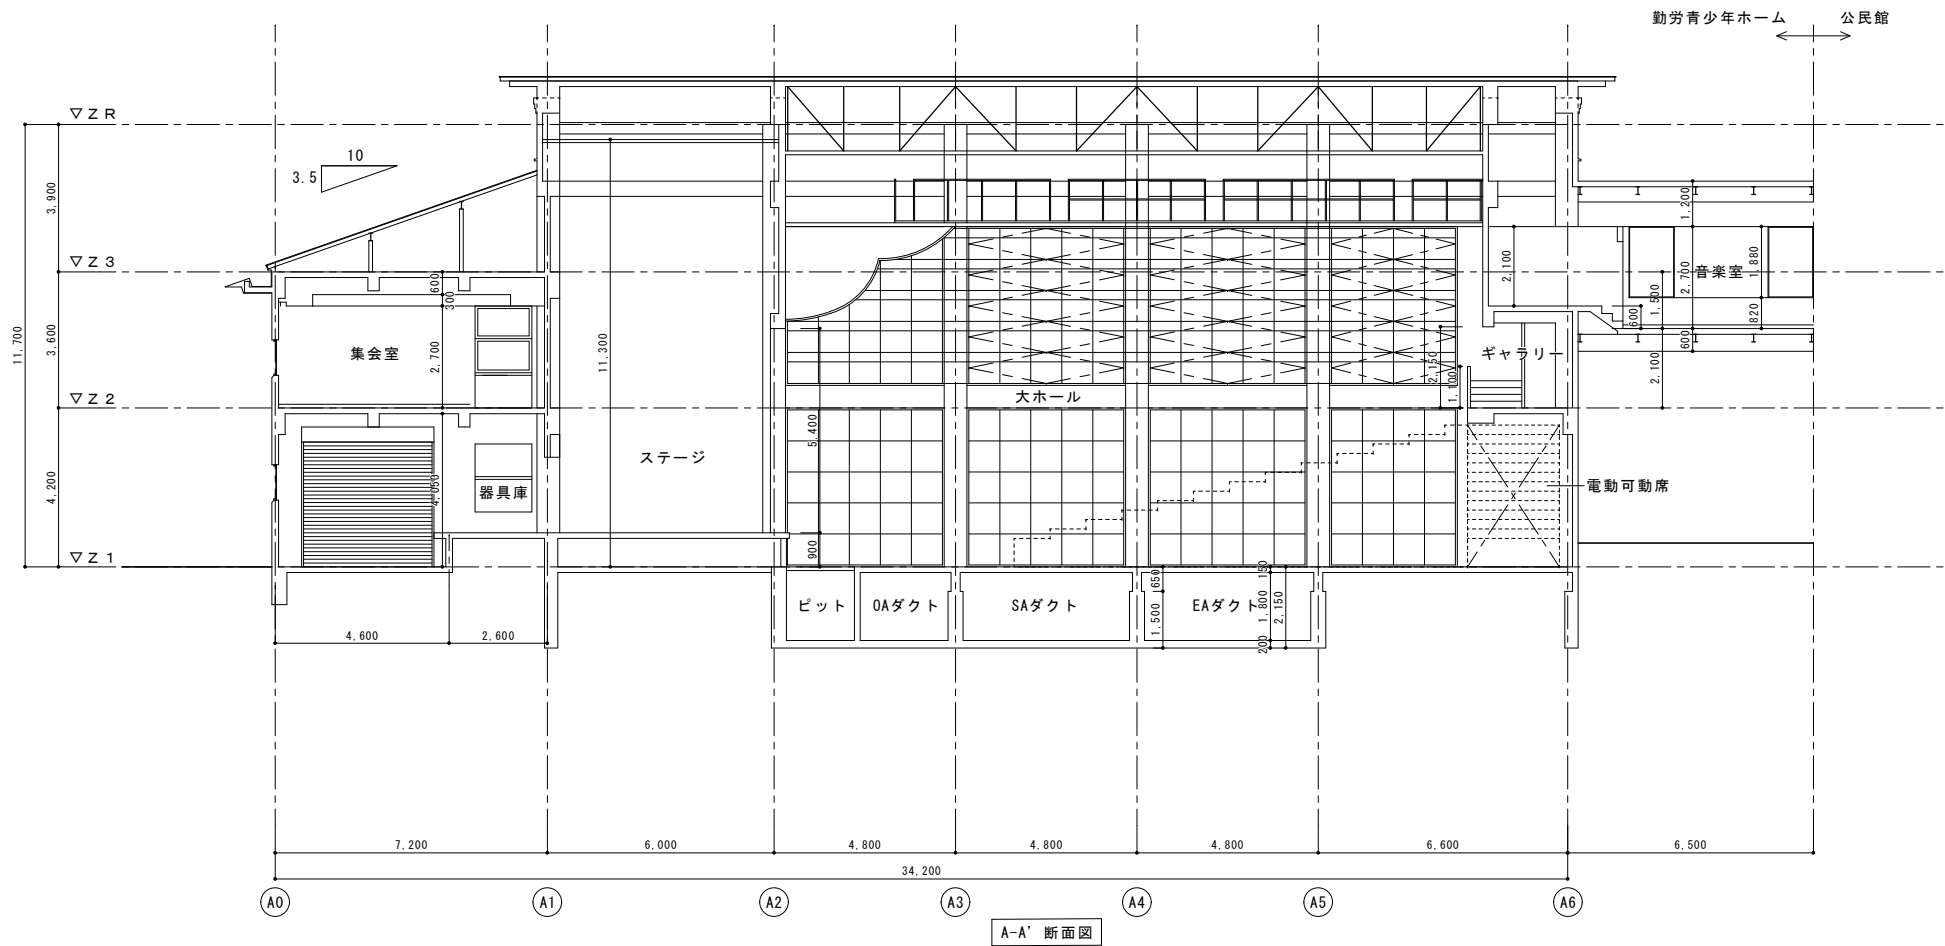 勤労青少年ホーム 公民館
▽ZR
10
3.5
3,900
1,200
▽Z3
600
300
2,100
音楽室
1,880
2,700
1,500
600
820
11,700
3,600
集会室
2,700
11,300
ギャラリー
2,150
1,100
600
2,100
▽Z2
大ホール
5,400
ステージ
4,200
4,050
器具庫
電動可動席
▽Z1
900
ピット
OAダクト
SAダクト
EAダクト
650
150
1,500
1,800
2,150
200
4,600
2,600
7,200
6,000
4,800
4,800
4,800
6,600
6,500
34,200
A0
A1
A2
A3
A4
A5
A6
A-A' 断面図